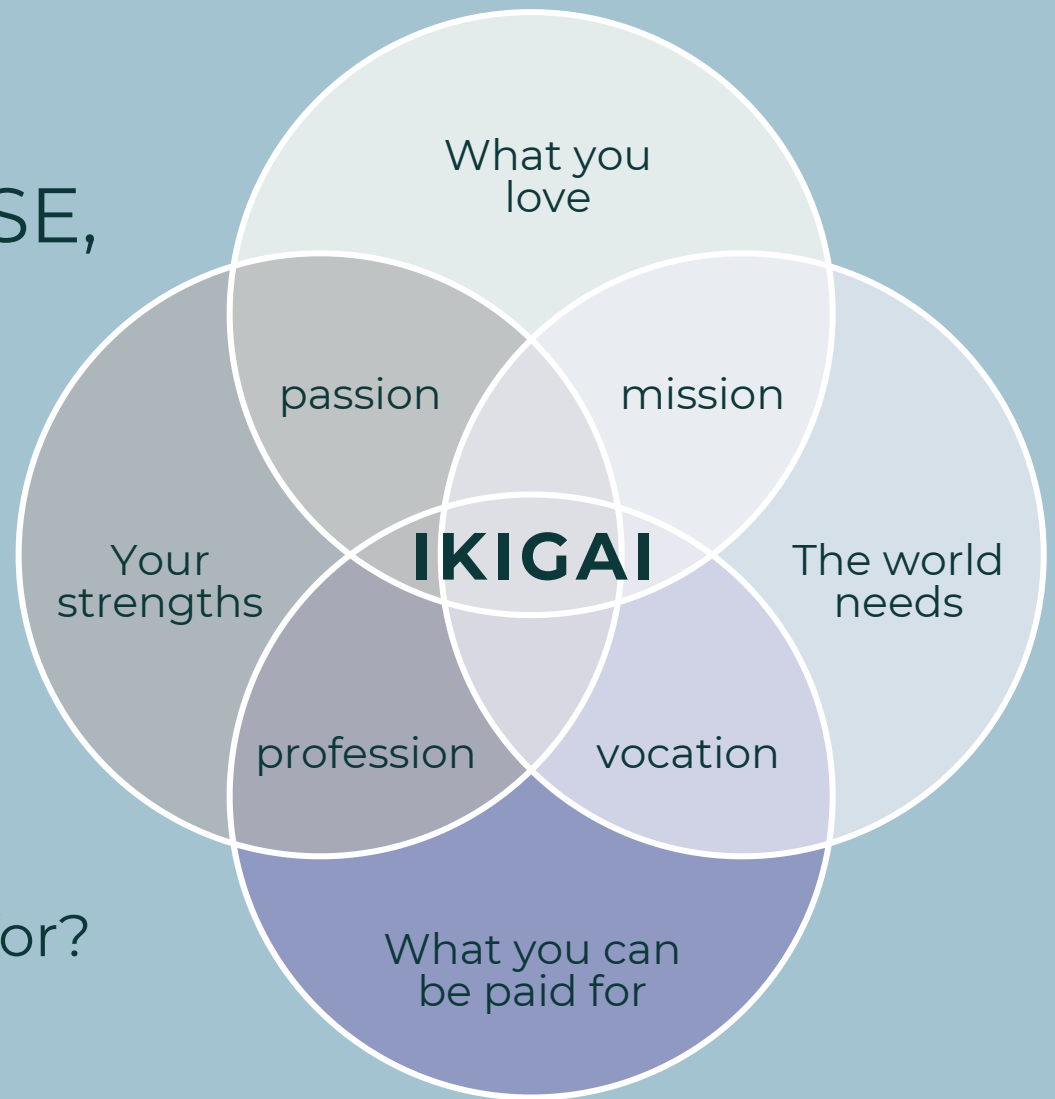 What you
love
SE,
passion
mission
IKIGAI
Your
strengths
The world
needs
profession
vocation
or?
What you can
be paid for